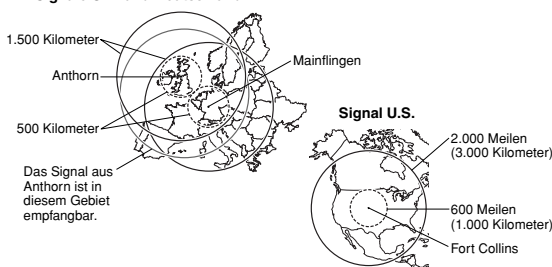 1.500 Kilometer
Anthorn
Mainflingen
500 Kilometer
Das Signal aus
Anthorn ist in
diesem Gebiet
empfangbar.
Signal U.S.
2.000 Meilen
(3.000 Kilometer)
600 Meilen
(1.000 Kilometer)
Fort Collins